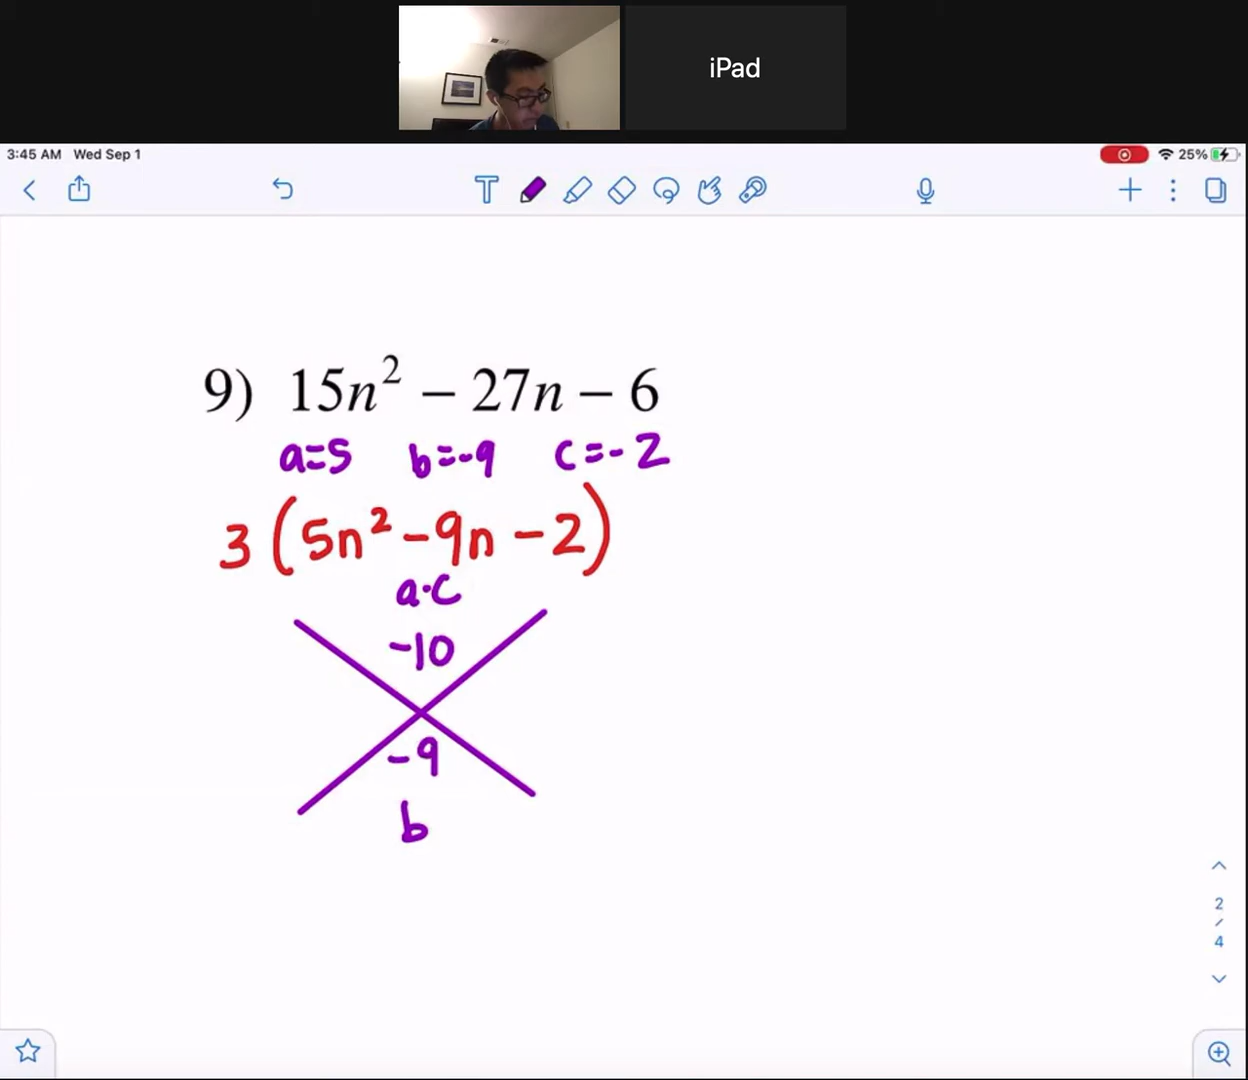 iPad
3:45 AM Wed Sep 1
25%
T
9) 15n² – 27n – 6
a=5 b=-9 c=-2
3(5n²-9n-2)
a·c
-10
-9
b
2
/
4